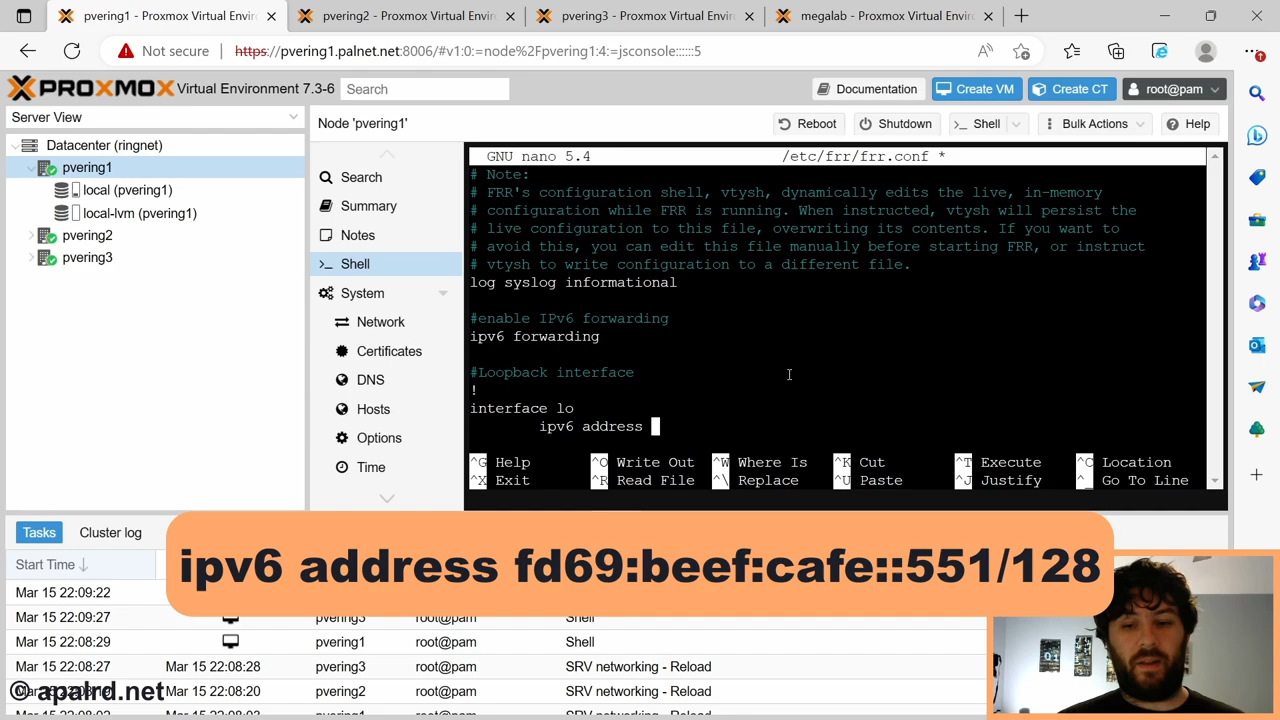 pvering1 - Proxmox Virtual Envir
pvering2 - Proxmox Virtual Envir
pvering3 - Proxmox Virtual Envir
megalab - Proxmox Virtual Enviro
Not secure
https://pvering1.palnet.net:8006/#v1:0:=node%2Fpvering1:4:=jsconsole::::::5
PROXMOX Virtual Environment 7.3-6
Search
Documentation
Create VM
Create CT
root@pam
Server View
Node 'pvering1'
Reboot
Shutdown
Shell
Bulk Actions
Help
Datacenter (ringnet)
pvering1
local (pvering1)
local-lvm (pvering1)
pvering2
pvering3
Search
Summary
Notes
Shell
System
Network
Certificates
DNS
Hosts
Options
Time
GNU nano 5.4 /etc/frr/frr.conf *
# Note:
# FRR's configuration shell, vtysh, dynamically edits the live, in-memory
# configuration while FRR is running. When instructed, vtysh will persist the
# live configuration to this file, overwriting its contents. If you want to
# avoid this, you can edit this file manually before starting FRR, or instruct
# vtysh to write configuration to a different file.
log syslog informational
#enable IPv6 forwarding
ipv6 forwarding
#Loopback interface
!
interface lo
ipv6 address
^G Help ^O Write Out ^W Where Is ^K Cut ^T Execute ^C Location
^X Exit ^R Read File ^\ Replace ^U Paste ^J Justify ^_ Go To Line
Tasks
Cluster log
Start Time
ipv6 address fd69:beef:cafe::551/128
Mar 15 22:09:22
Mar 15 22:09:27 pvering3 root@pam Shell
Mar 15 22:08:29 pvering1 root@pam Shell
Mar 15 22:08:27 Mar 15 22:08:28 pvering3 root@pam SRV networking - Reload
Mar 15 22:08:20 pvering2 root@pam SRV networking - Reload
© apalrd.net